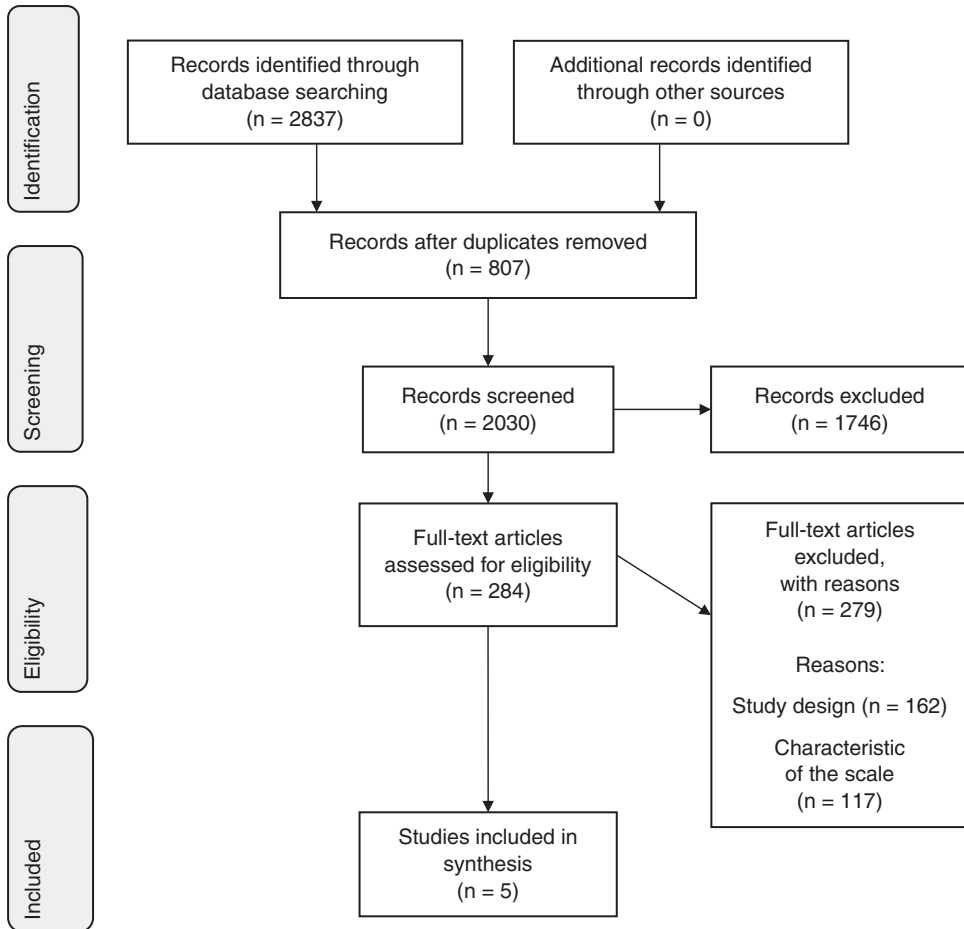 Identification
Records identified through
database searching
(n = 2837)
Additional records identified
through other sources
(n = 0)
Records after duplicates removed
(n = 807)
Screening
Records screened
(n = 2030)
Records excluded
(n = 1746)
Eligibility
Full-text articles
assessed for eligibility
(n = 284)
Full-text articles
excluded,
with reasons
(n = 279)
Reasons:
Study design (n = 162)
Characteristic
of the scale
(n = 117)
Included
Studies included in
synthesis
(n = 5)